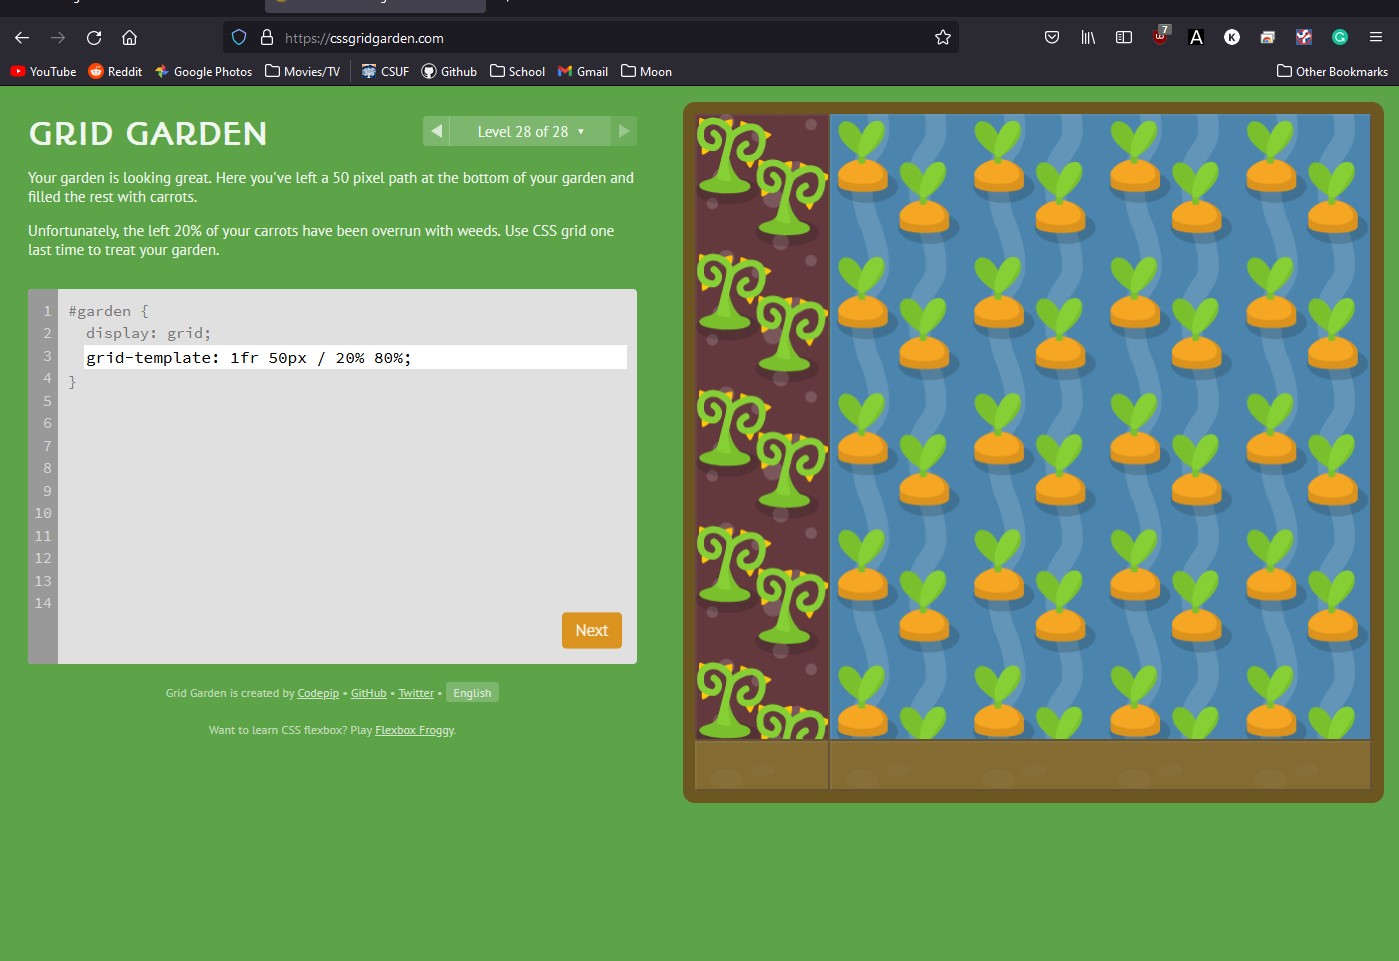 https://cssgridgarden.com
7
YouTube Reddit Google Photos Movies/TV CSUF Github School Gmail Moon Other Bookmarks
GRID GARDEN
Level 28 of 28 ▼
Your garden is looking great. Here you've left a 50 pixel path at the bottom of your garden and
filled the rest with carrots.
Unfortunately, the left 20% of your carrots have been overrun with weeds. Use CSS grid one
last time to treat your garden.
1 #garden {
2 display: grid;
3 grid-template: 1fr 50px / 20% 80%;
4 }
5
6
7
8
9
10
11
12
13
14
Next
Grid Garden is created by Codepip • GitHub • Twitter • English
Want to learn CSS flexbox? Play Flexbox Froggy.